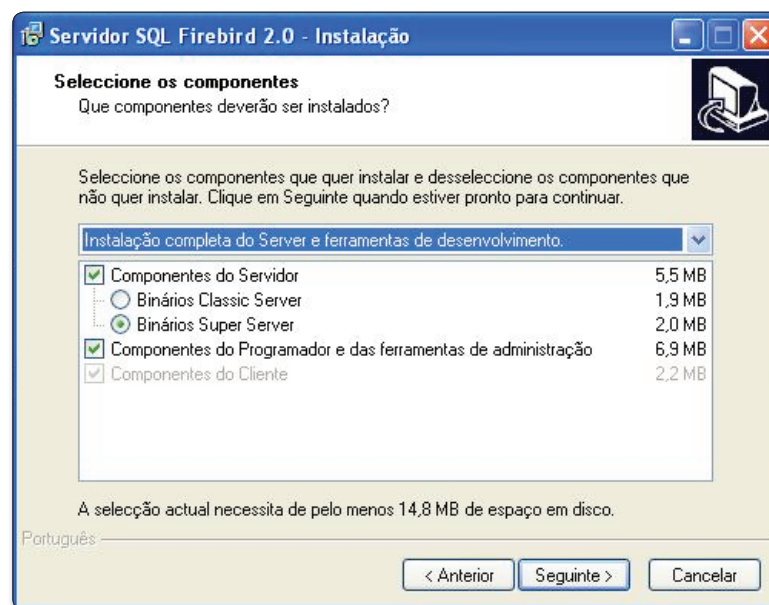 Servidor SQL Firebird 2.0 - Instalação
Seleccione os componentes
Que componentes deverão ser instalados?
Seleccione os componentes que quer instalar e desseleccione os componentes que
não quer instalar. Clique em Seguinte quando estiver pronto para continuar.
Instalação completa do Server e ferramentas de desenvolvimento.
Componentes do Servidor 5,5 MB
Binários Classic Server 1,9 MB
Binários Super Server 2,0 MB
Componentes do Programador e das ferramentas de administração 6,9 MB
Componentes do Cliente 2,2 MB
A selecção actual necessita de pelo menos 14,8 MB de espaço em disco.
Português
< Anterior Seguinte > Cancelar